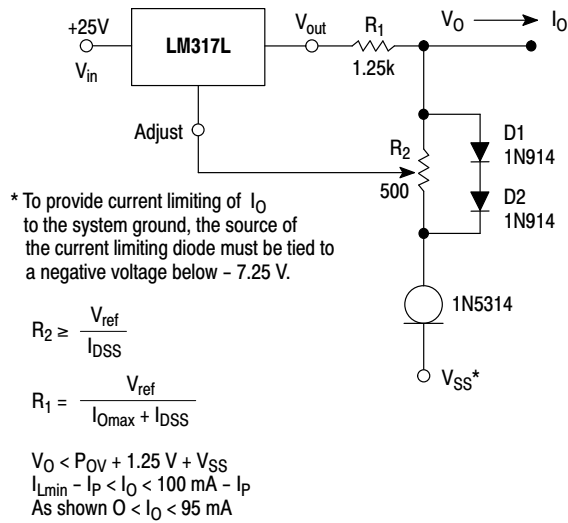 +25V
V_in
LM317L
V_out
R_1
1.25k
V_O
I_O
Adjust
R_2
500
D1
1N914
D2
1N914
* To provide current limiting of I_O
to the system ground, the source of
the current limiting diode must be tied to
a negative voltage below – 7.25 V.
1N5314
V_SS*
R_2 ≥ V_ref / I_DSS
R_1 = V_ref / I_Omax + I_DSS
V_O < P_OV + 1.25 V + V_SS
I_Lmin – I_P < I_O < 100 mA – I_P
As shown O < I_O < 95 mA